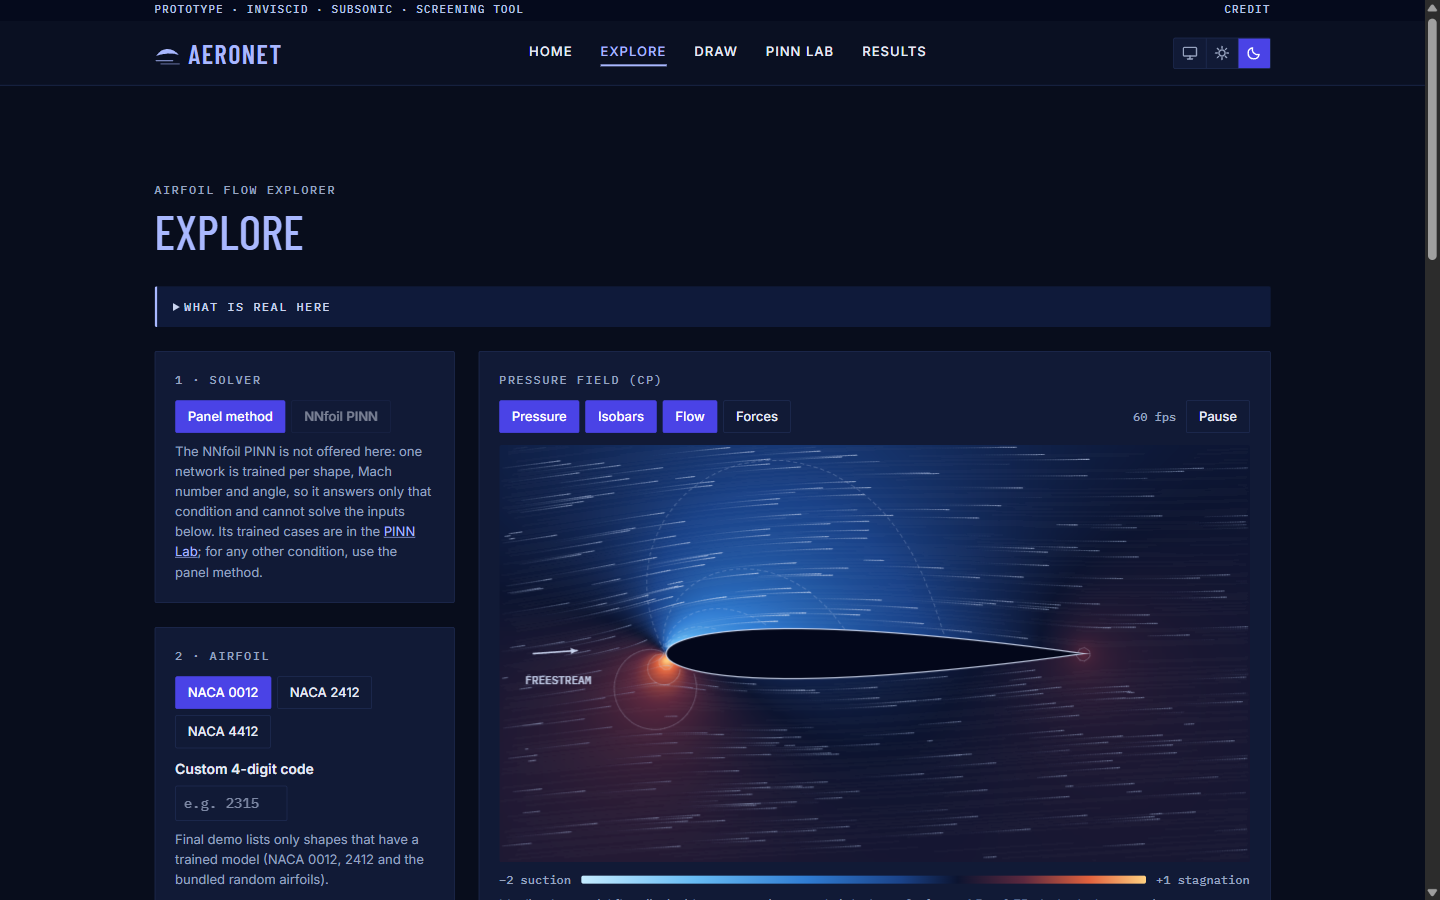 PROTOTYPE · INVISCID · SUBSONIC · SCREENING TOOL
CREDIT
AERONET
HOME
EXPLORE
DRAW
PINN LAB
RESULTS
AIRFOIL FLOW EXPLORER
EXPLORE
WHAT IS REAL HERE
1 · SOLVER
Panel method
NNfoil PINN
The NNfoil PINN is not offered here: one
network is trained per shape, Mach
number and angle, so it answers only that
condition and cannot solve the inputs
below. Its trained cases are in the PINN
Lab; for any other condition, use the
panel method.
2 · AIRFOIL
NACA 0012
NACA 2412
NACA 4412
Custom 4-digit code
e.g. 2315
Final demo lists only shapes that have a
trained model (NACA 0012, 2412 and the
bundled random airfoils).
PRESSURE FIELD (CP)
Pressure
Isobars
Flow
Forces
60 fps
Pause
FREESTREAM
−2 suction
+1 stagnation